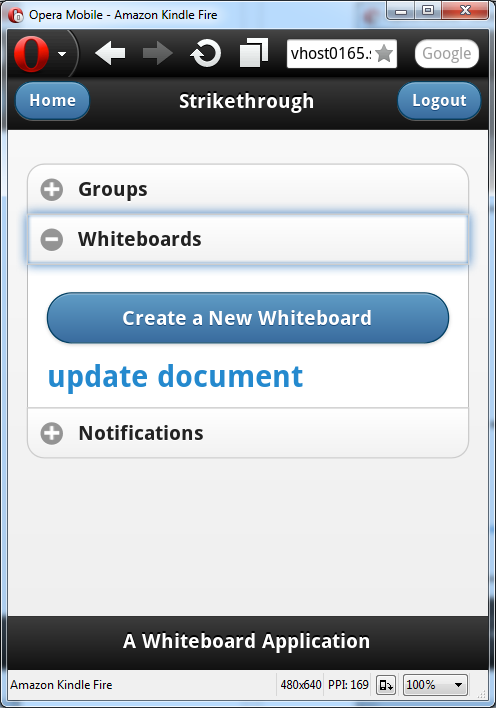 Opera Mobile - Amazon Kindle Fire
vhost0165.s
Google
Home
Strikethrough
Logout
Groups
Whiteboards
Create a New Whiteboard
update document
Notifications
A Whiteboard Application
Amazon Kindle Fire
480x640
PPI: 169
100%